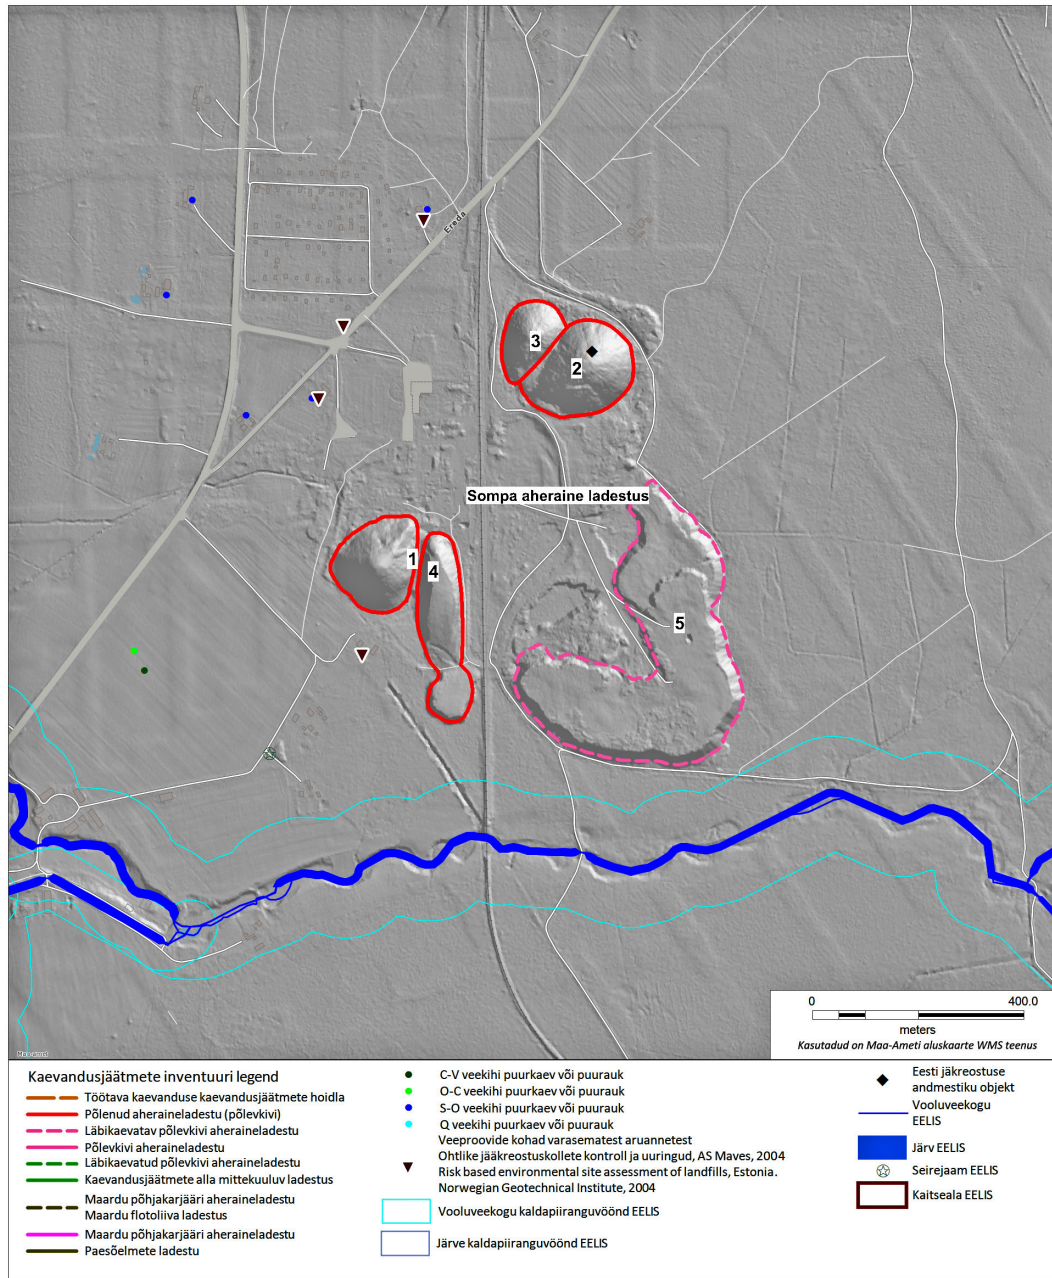 Ereda
3
2
Sompa aheraine ladestus
1
4
5
0 400.0
meters
Kasutadud on Maa-Ameti aluskaarte WMS teenus
Maa-amet
Kaevandusjäätmete inventuuri legend
Töötava kaevanduse kaevandusjäätmete hoidla
Põlenud aheraineladestu (põlevkivi)
Läbikaevatav põlevkivi aheraineladestu
Põlevkivi aheraineladestu
Läbikaevatud põlevkivi aheraineladestu
Kaevandusjäätmete alla mittekuuluv ladestus
Maardu põhjakarjääri aheraineladestu
Maardu flotoliiva ladestus
Maardu põhjakarjääri aheraineladestu
Paesõelmete ladestu
C-V veekihi puurkaev või puurauk
O-C veekihi puurkaev või puurauk
S-O veekihi puurkaev või puurauk
Q veekihi puurkaev või puurauk
Veeproovide kohad varasematest aruannetest
Ohtlike jääkreostuskollete kontroll ja uuringud, AS Maves, 2004
Risk based environmental site assessment of landfills, Estonia.
Norwegian Geotechnical Institute, 2004
Vooluveekogu kaldapiiranguvöönd EELIS
Järve kaldapiiranguvöönd EELIS
Eesti jäkreostuse
andmestiku objekt
Vooluveekogu
EELIS
Järv EELIS
Seirejaam EELIS
Kaitseala EELIS